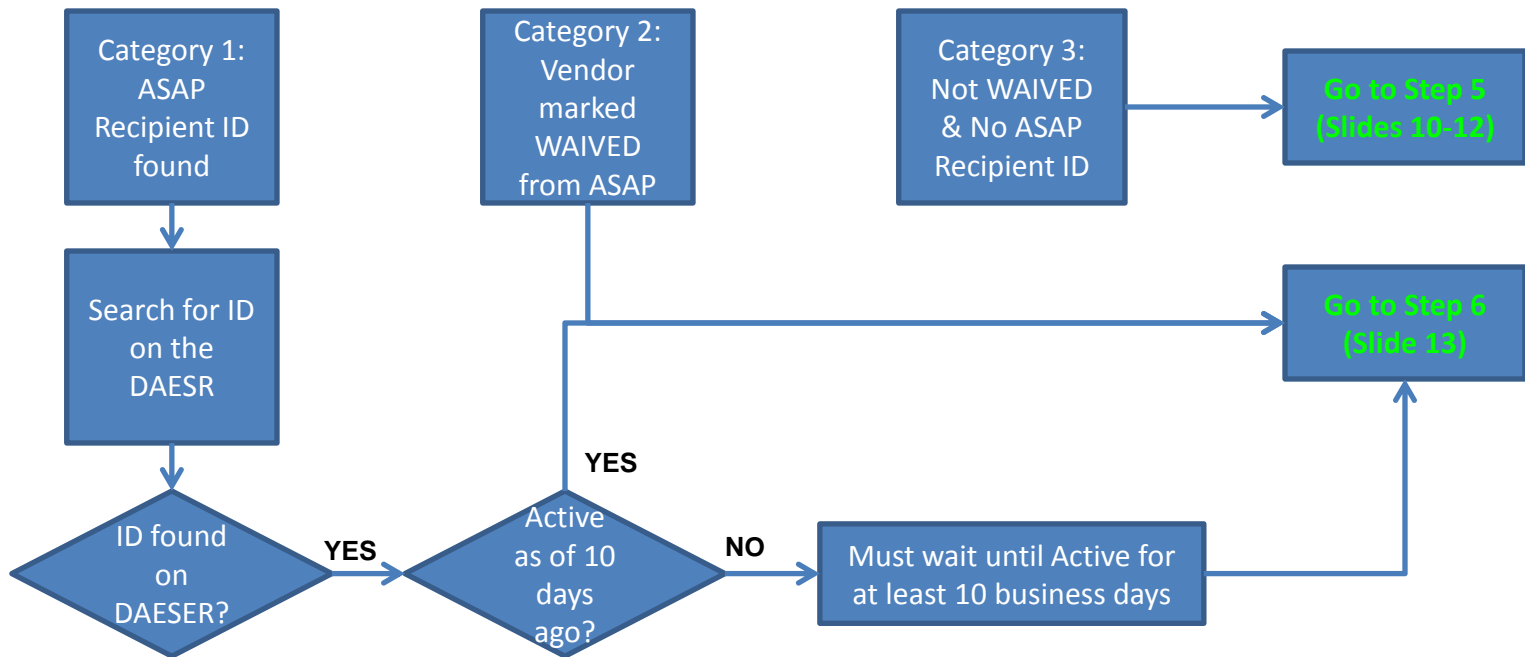 Category 1:
ASAP
Recipient ID
found
Category 2:
Vendor
marked
WAIVED
from ASAP
Category 3:
Not WAIVED
& No ASAP
Recipient ID
Go to Step 5
(Slides 10-12)
Search for ID
on the
DAESR
Go to Step 6
(Slide 13)
ID found
on
DAESER?
YES
Active
as of 10
days
ago?
YES
NO
Must wait until Active for
at least 10 business days